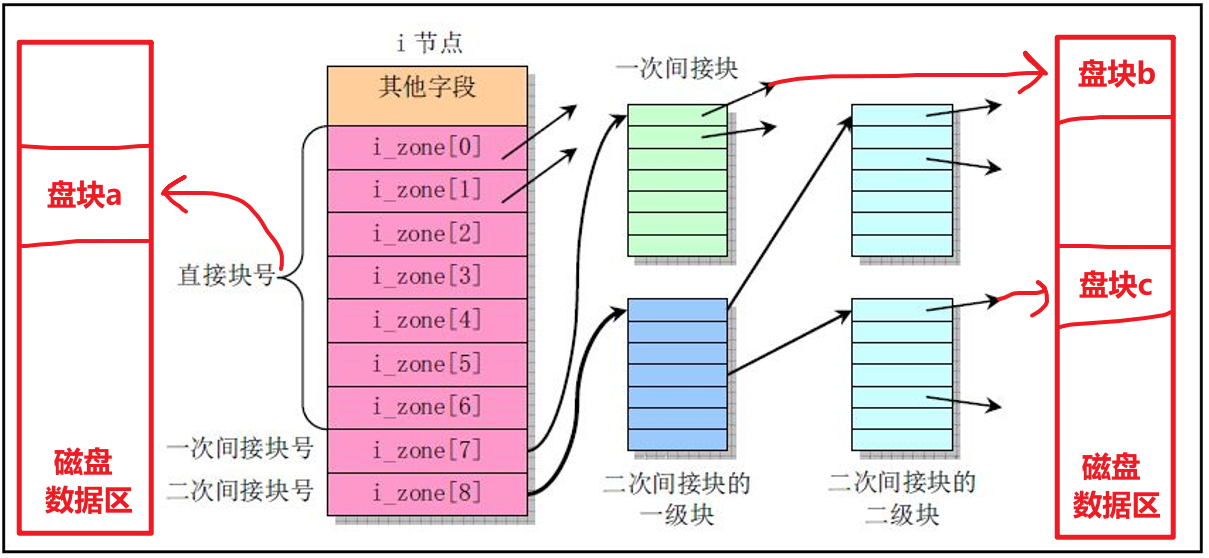 i 节点
其他字段
i_zone[0]
i_zone[1]
i_zone[2]
i_zone[3]
i_zone[4]
i_zone[5]
i_zone[6]
i_zone[7]
i_zone[8]
直接块号
一次间接块号
二次间接块号
盘块a
磁盘
数据区
一次间接块
二次间接块的
一级块
二次间接块的
二级块
盘块b
盘块c
磁盘
数据区